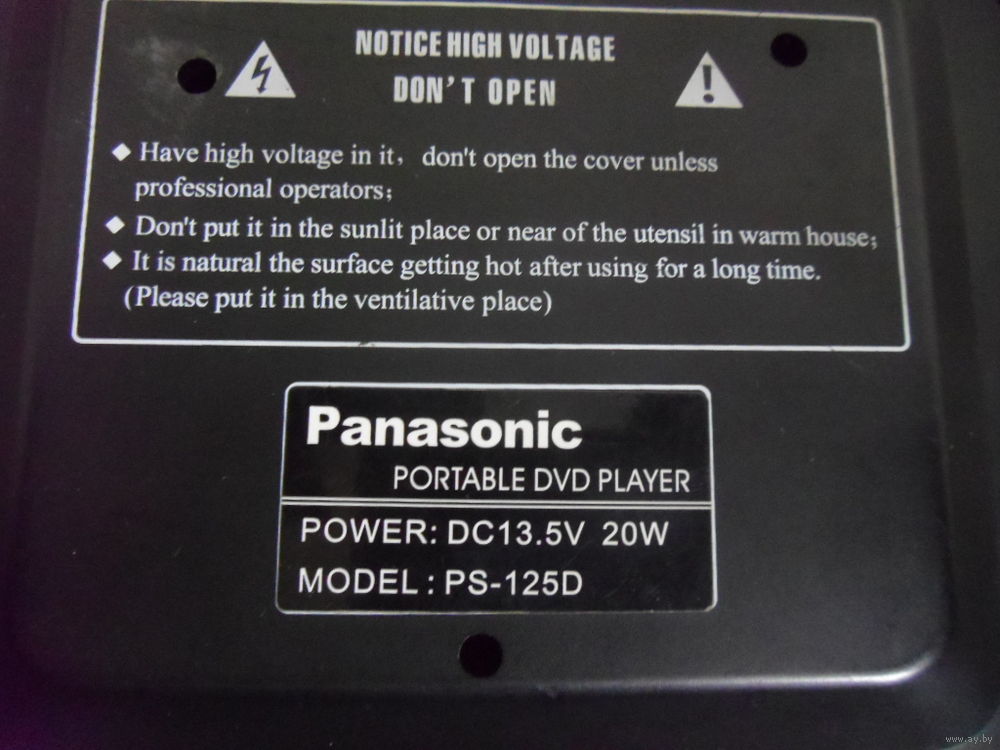 NOTICE HIGH VOLTAGE
DON'T OPEN
◆ Have high voltage in it, don't open the cover unless
professional operators;
◆ Don't put it in the sunlit place or near of the utensil in warm house;
◆ It is natural the surface getting hot after using for a long time.
(Please put it in the ventilative place)
Panasonic
PORTABLE DVD PLAYER
POWER: DC13.5V 20W
MODEL : PS-125D
www.ay.by